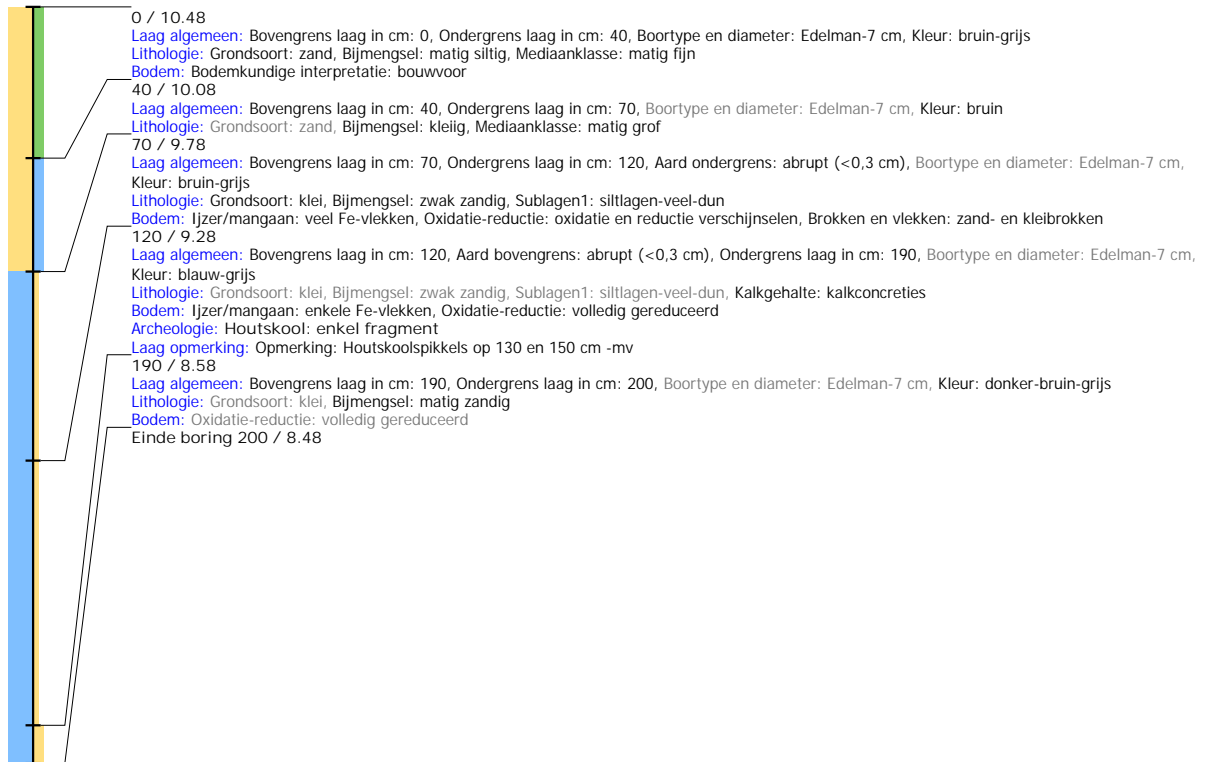 0 / 10.48
Laag algemeen: Bovengrens laag in cm: 0, Ondergrens laag in cm: 40, Boortype en diameter: Edelman-7 cm, Kleur: bruin-grijs
Lithologie: Grondsoort: zand, Bijmengsel: matig siltig, Mediaanklasse: matig fijn
Bodem: Bodemkundige interpretatie: bouwvoor
40 / 10.08
Laag algemeen: Bovengrens laag in cm: 40, Ondergrens laag in cm: 70, Boortype en diameter: Edelman-7 cm, Kleur: bruin
Lithologie: Grondsoort: zand, Bijmengsel: kleiig, Mediaanklasse: matig grof
70 / 9.78
Laag algemeen: Bovengrens laag in cm: 70, Ondergrens laag in cm: 120, Aard ondergrens: abrupt (<0,3 cm), Boortype en diameter: Edelman-7 cm,
Kleur: bruin-grijs
Lithologie: Grondsoort: klei, Bijmengsel: zwak zandig, Sublagen1: siltlagen-veel-dun
Bodem: Ijzer/mangaan: veel Fe-vlekken, Oxidatie-reductie: oxidatie en reductie verschijnselen, Brokken en vlekken: zand- en kleibrokken
120 / 9.28
Laag algemeen: Bovengrens laag in cm: 120, Aard bovengrens: abrupt (<0,3 cm), Ondergrens laag in cm: 190, Boortype en diameter: Edelman-7 cm,
Kleur: blauw-grijs
Lithologie: Grondsoort: klei, Bijmengsel: zwak zandig, Sublagen1: siltlagen-veel-dun, Kalkgehalte: kalkconcreties
Bodem: Ijzer/mangaan: enkele Fe-vlekken, Oxidatie-reductie: volledig gereduceerd
Archeologie: Houtskool: enkel fragment
Laag opmerking: Opmerking: Houtskoolspikkels op 130 en 150 cm -mv
190 / 8.58
Laag algemeen: Bovengrens laag in cm: 190, Ondergrens laag in cm: 200, Boortype en diameter: Edelman-7 cm, Kleur: donker-bruin-grijs
Lithologie: Grondsoort: klei, Bijmengsel: matig zandig
Bodem: Oxidatie-reductie: volledig gereduceerd
Einde boring 200 / 8.48